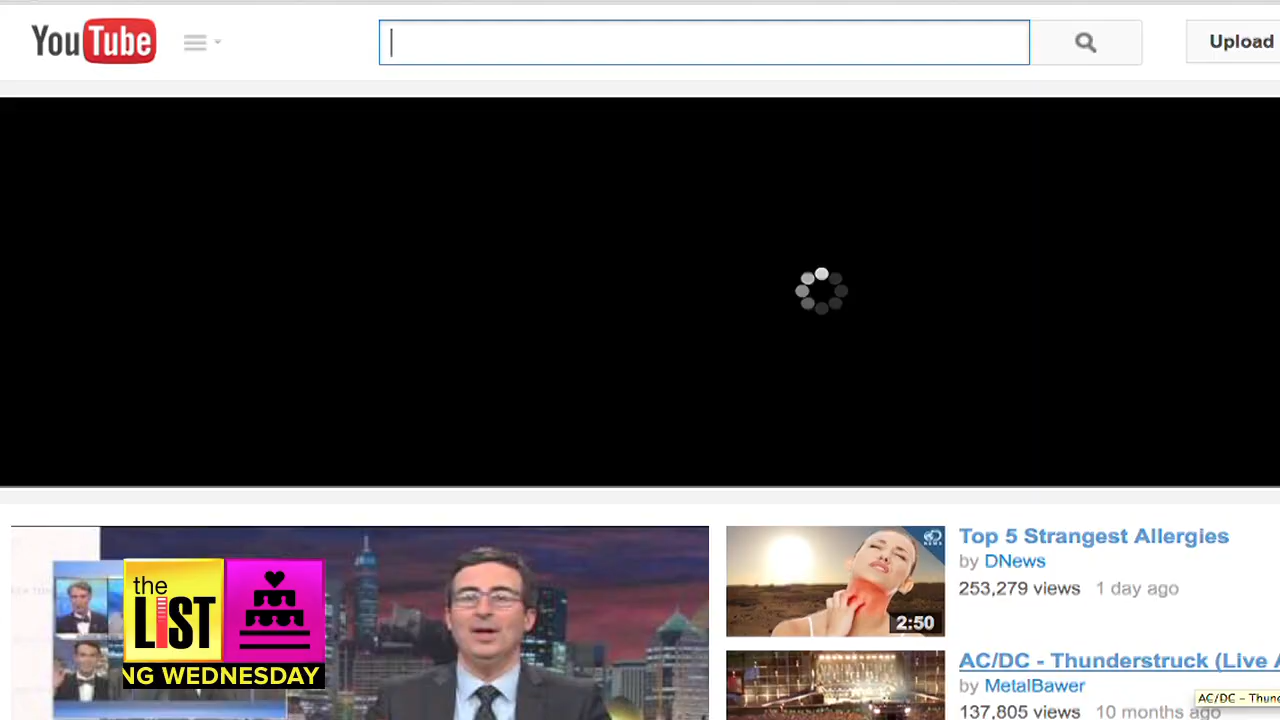 YouTube
Upload
Top 5 Strangest Allergies
by DNews
253,279 views 1 day ago
2:50
AC/DC - Thunderstruck (Live
by MetalBawer
137,805 views 10 months ago
AC/DC - Thund
the
LIST
NG WEDNESDAY